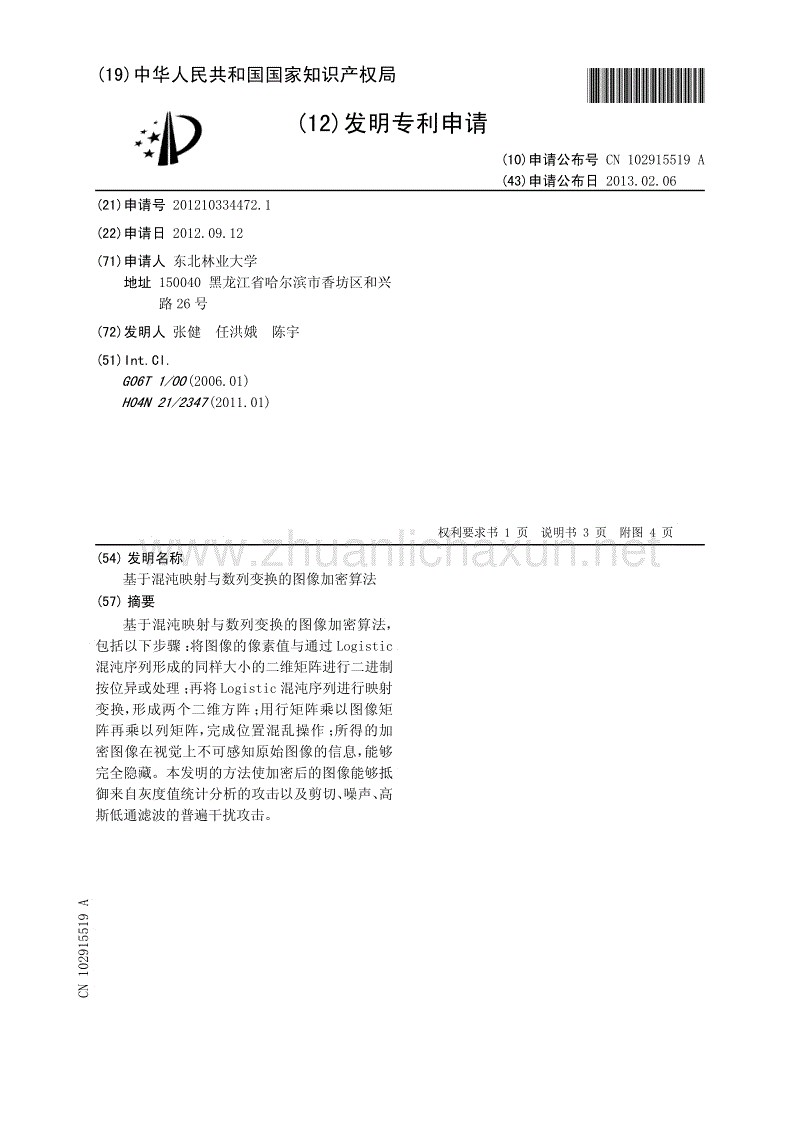 (19)中华人民共和国国家知识产权局
(12)发明专利申请
(10)申请公布号 CN 102915519 A
(43)申请公布日 2013.02.06
(21)申请号 201210334472.1
(22)申请日 2012.09.12
(71)申请人 东北林业大学
地址 150040 黑龙江省哈尔滨市香坊区和兴
路 26 号
(72)发明人 张健 任洪娥 陈宇
(51)Int.Cl.
G06T 1/00(2006.01)
H04N 21/2347(2011.01)
权利要求书 1 页 说明书 3 页 附图 4 页
www.zhuanlichaxun.net
(54) 发明名称
基于混沌映射与数列变换的图像加密算法
(57) 摘要
基于混沌映射与数列变换的图像加密算法,
包括以下步骤:将图像的像素值与通过 Logistic
混沌序列形成的同样大小的二维矩阵进行二进制
按位异或处理;再将 Logistic 混沌序列进行映射
变换,形成两个二维方阵;用行矩阵乘以图像矩
阵再乘以列矩阵,完成位置混乱操作;所得的加
密图像在视觉上不可感知原始图像的信息,能够
完全隐藏。本发明的方法使加密后的图像能够抵
御来自灰度值统计分析的攻击以及剪切、噪声、高
斯低通滤波的普遍干扰攻击。
CN 102915519 A